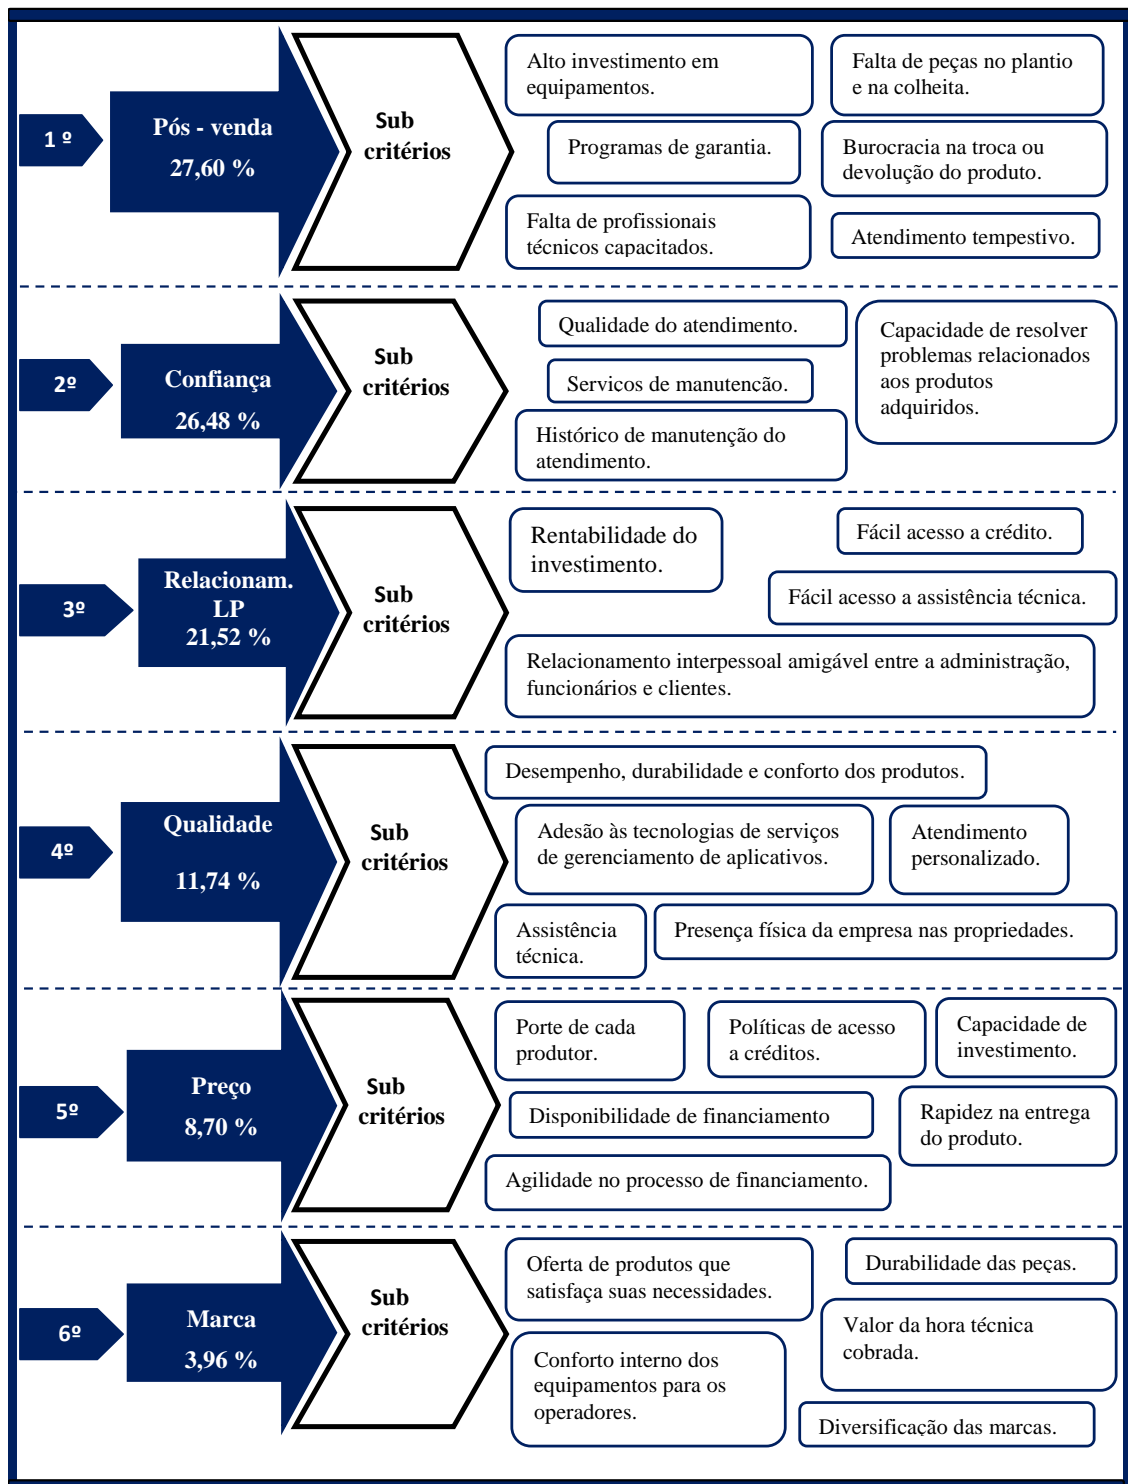 1 º
Pós - venda
27,60 %
Sub
critérios
Alto investimento em
equipamentos.
Falta de peças no plantio
e na colheita.
Programas de garantia.
Burocracia na troca ou
devolução do produto.
Falta de profissionais
técnicos capacitados.
Atendimento tempestivo.
2º
Confiança
26,48 %
Sub
critérios
Qualidade do atendimento.
Capacidade de resolver
problemas relacionados
aos produtos
adquiridos.
Servicos de manutencão.
Histórico de manutenção do
atendimento.
3º
Relacionam.
LP
21,52 %
Sub
critérios
Rentabilidade do
investimento.
Fácil acesso a crédito.
Fácil acesso a assistência técnica.
Relacionamento interpessoal amigável entre a administração,
funcionários e clientes.
4º
Qualidade
11,74 %
Sub
critérios
Desempenho, durabilidade e conforto dos produtos.
Adesão às tecnologias de serviços
de gerenciamento de aplicativos.
Atendimento
personalizado.
Assistência
técnica.
Presença física da empresa nas propriedades.
5º
Preço
8,70 %
Sub
critérios
Porte de cada
produtor.
Políticas de acesso
a créditos.
Capacidade de
investimento.
Disponibilidade de financiamento
Rapidez na entrega
do produto.
Agilidade no processo de financiamento.
6º
Marca
3,96 %
Sub
critérios
Oferta de produtos que
satisfaça suas necessidades.
Durabilidade das peças.
Valor da hora técnica
cobrada.
Conforto interno dos
equipamentos para os
operadores.
Diversificação das marcas.